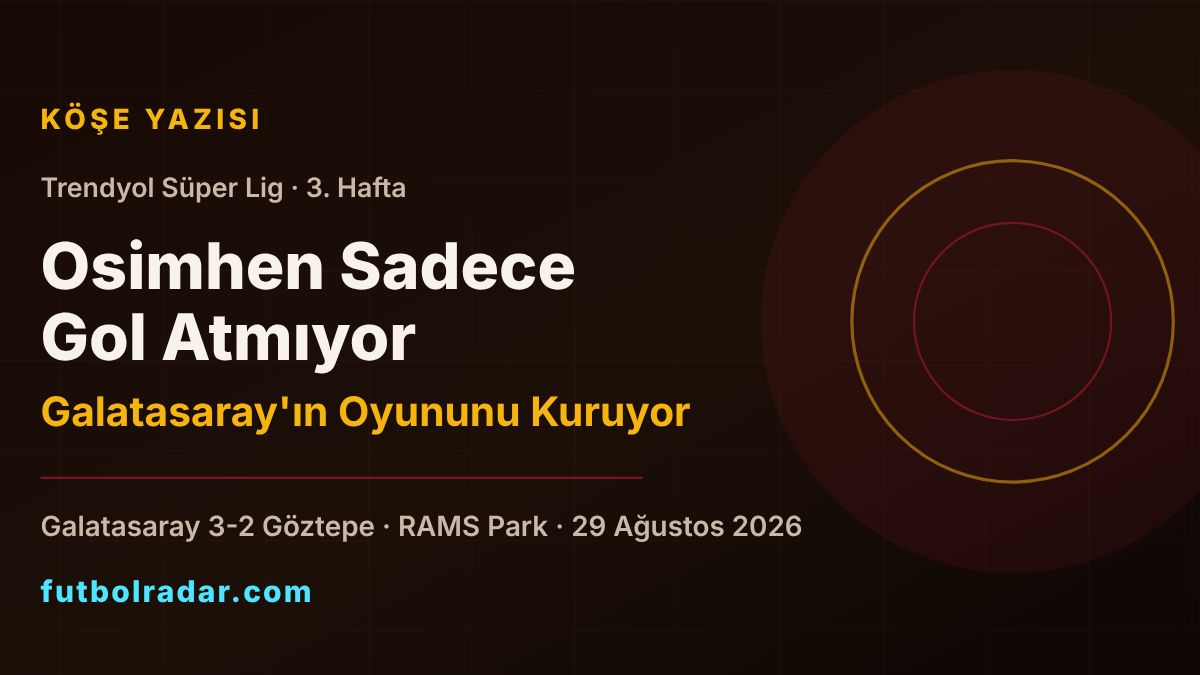 KÖŞE YAZISI
Trendyol Süper Lig · 3. Hafta
Osimhen Sadece
Gol Atmıyor
Galatasaray'ın Oyununu Kuruyor
Galatasaray 3-2 Göztepe · RAMS Park · 29 Ağustos 2026
futbolradar.com